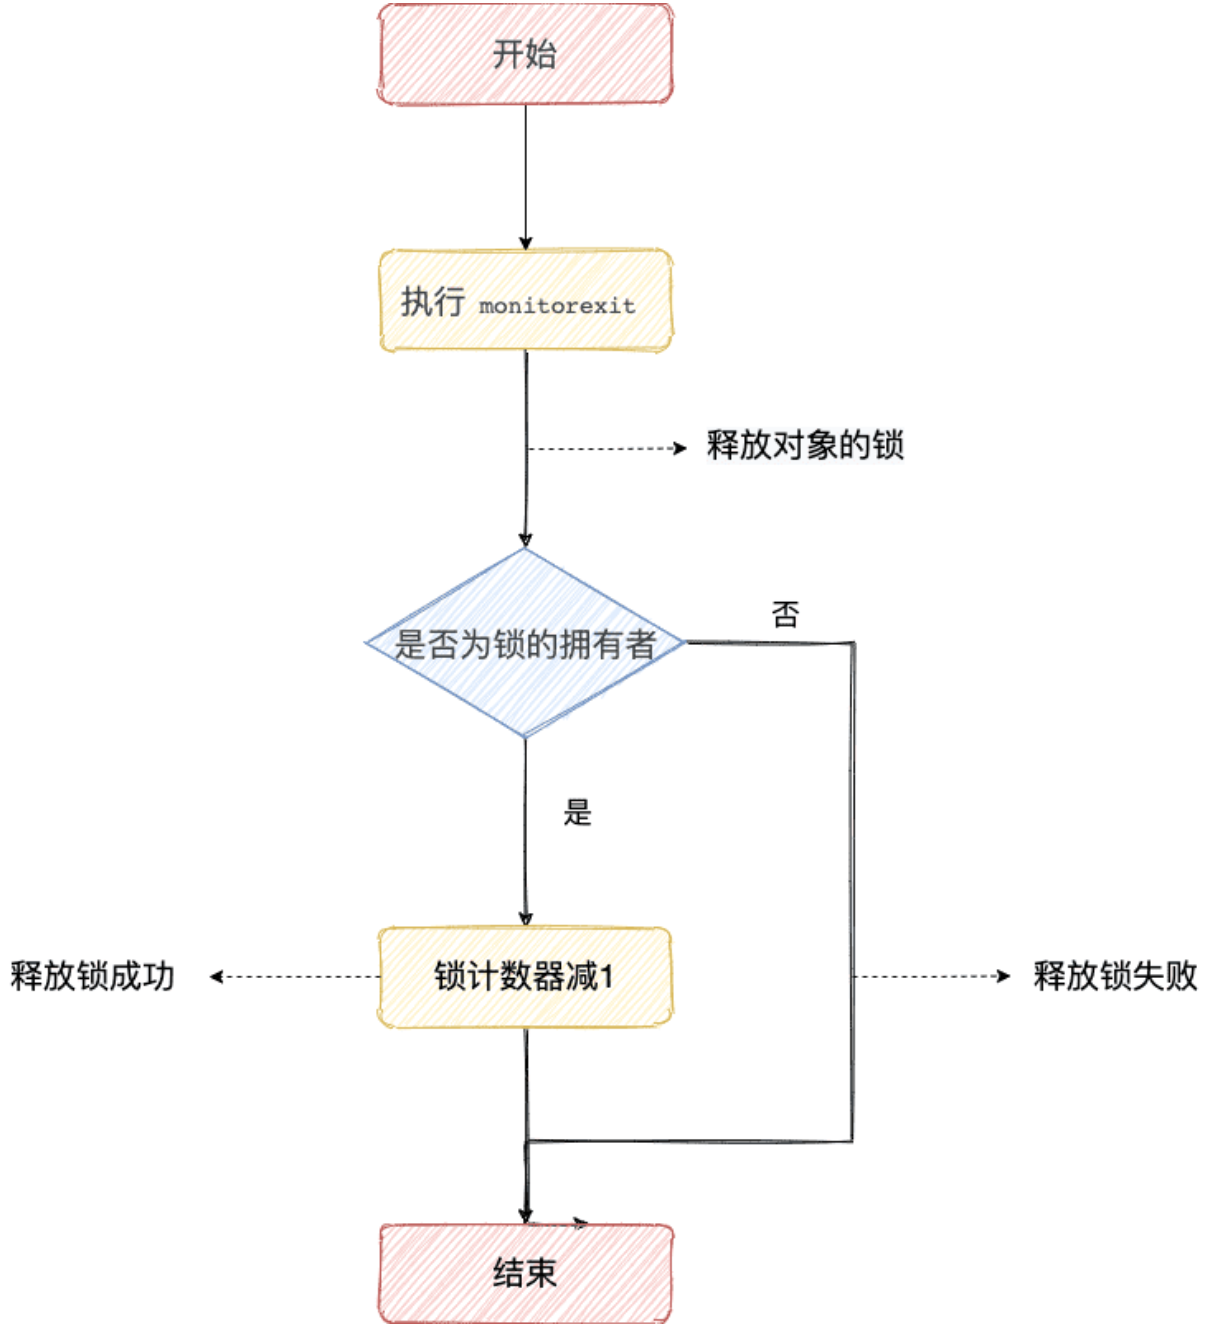 开始
执行 monitorexit
释放对象的锁
否
是否为锁的拥有者
是
释放锁成功
锁计数器减1
释放锁失败
结束